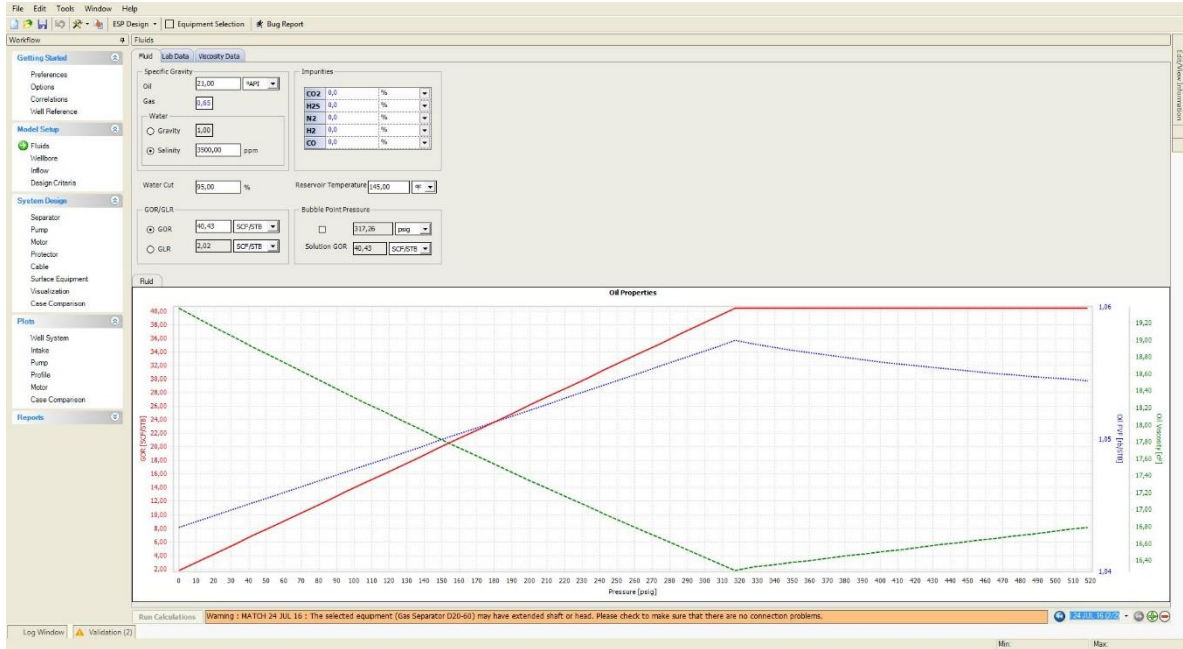 File Edit Tools Window Help
ESP Design Equipment Selection Bug Report
Workflow
Fluids
Getting Started
Preferences
Options
Correlations
Well Reference
Model Setup
Fluids
Wellbore
Inflow
Design Criteria
System Design
Separator
Pump
Motor
Protector
Cable
Surface Equipment
Visualization
Case Comparison
Plots
Well System
Intake
Pump
Profile
Motor
Case Comparison
Reports
Fluid Lab Data Viscosity Data
Specific Gravity
Oil 21,00 °API
Gas 0,65
Water
Gravity 1,00
Salinity 3900,00 ppm
Impurities
CO2 0,0 %
H2S 0,0 %
N2 0,0 %
H2 0,0 %
CO 0,0 %
Water Cut 95,00 %
Reservoir Temperature 145,00 °F
GOR/GLR
GOR 40,43 SCF/STB
GLR 2,02 SCF/STB
Bubble Point Pressure
317,26 psig
Solution GOR 40,43 SCF/STB
Fluid
Oil Properties
GOR [SCF/STB]
40,00
38,00
36,00
34,00
32,00
30,00
28,00
26,00
24,00
22,00
20,00
18,00
16,00
14,00
12,00
10,00
8,00
6,00
4,00
2,00
0 10 20 30 40 50 60 70 80 90 100 110 120 130 140 150 160 170 180 190 200 210 220 230 240 250 260 270 280 290 300 310 320 330 340 350 360 370 380 390 400 410 420 430 440 450 460 470 480 490 500 510 520
Pressure [psig]
1,06
1,05
1,04
Oil FVF [rb/STB]
19,20
19,00
18,80
18,60
18,40
18,20
18,00
17,80
17,60
17,40
17,20
17,00
16,80
16,60
16,40
Oil Viscosity [cP]
Edit/View Information
Run Calculations
Warning : MATCH 24 JUL 16 : The selected equipment (Gas Separator D20-60) may have extended shaft or head. Please check to make sure that there are no connection problems.
24 JUL 16 (2/2)
Log Window Validation (2)
Min: Max: